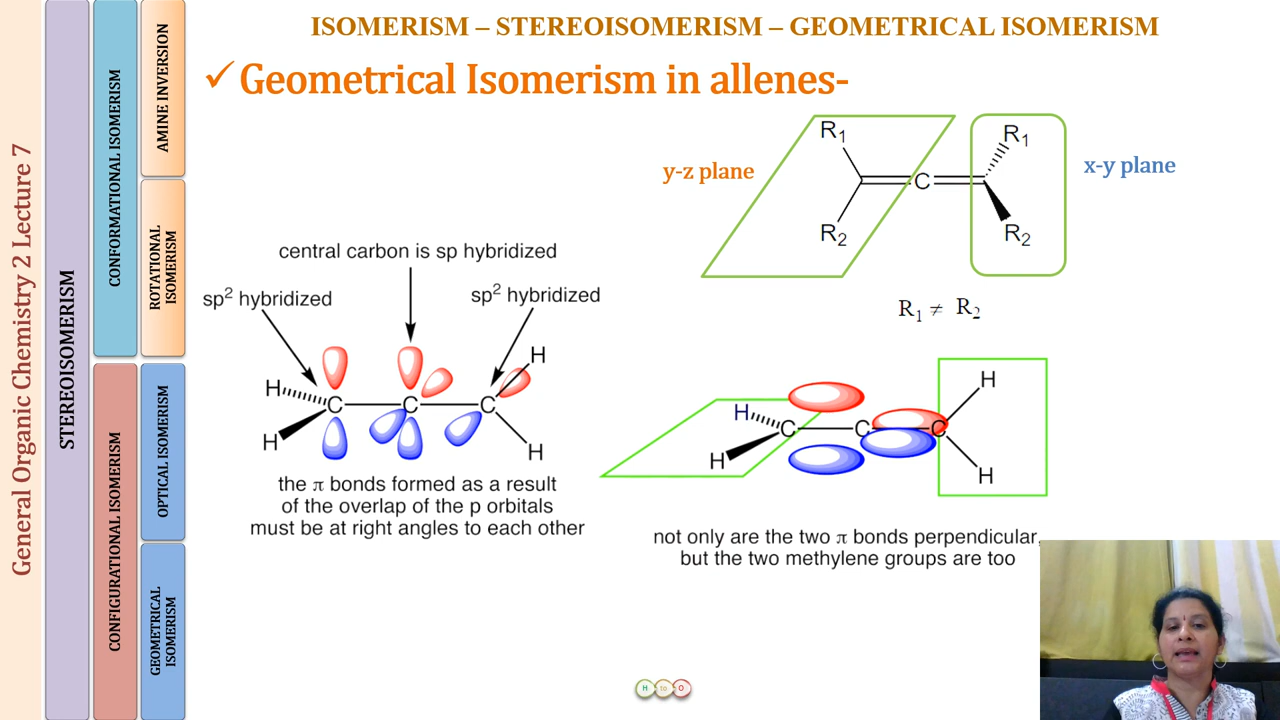 ISOMERISM – STEREOISOMERISM – GEOMETRICAL ISOMERISM
✓ Geometrical Isomerism in allenes-
General Organic Chemistry 2 Lecture 7
STEREOISOMERISM
CONFORMATIONAL ISOMERISM
CONFIGURATIONAL ISOMERISM
AMINE INVERSION
ROTATIONAL
ISOMERISM
OPTICAL ISOMERISM
GEOMETRICAL
ISOMERISM
y-z plane
R₁
R₂
C
R₁
R₂
x-y plane
R₁ ≠ R₂
central carbon is sp hybridized
sp² hybridized
sp² hybridized
H
H
C
C
C
H
H
the π bonds formed as a result
of the overlap of the p orbitals
must be at right angles to each other
H
H
C
C
C
H
H
not only are the two π bonds perpendicular,
but the two methylene groups are too
H to O